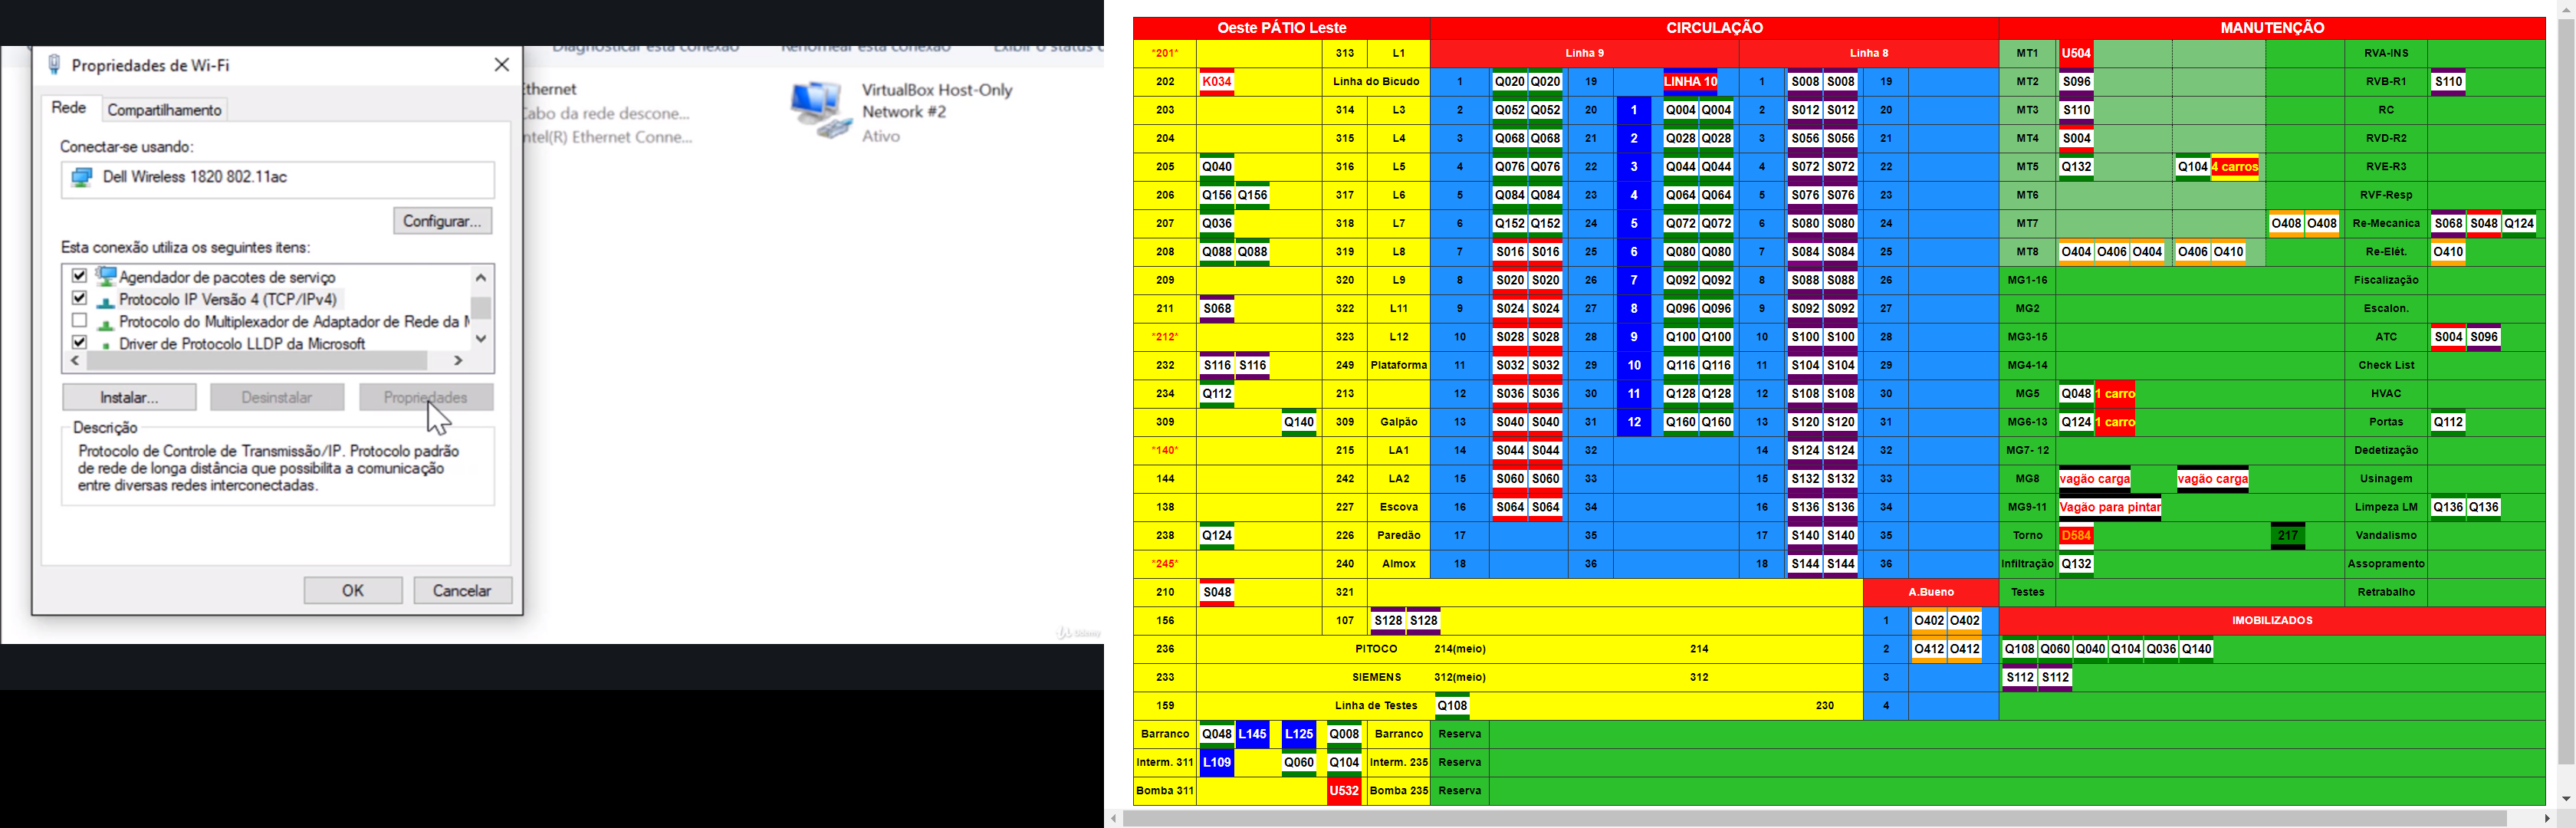 Diagnosticar esta conexão Renomear esta conexão Exibir o status
Propriedades de Wi-Fi
Rede Compartilhamento
Conectar-se usando:
Dell Wireless 1820 802.11ac
Configurar...
Esta conexão utiliza os seguintes itens:
Agendador de pacotes de serviço
Protocolo IP Versão 4 (TCP/IPv4)
Protocolo do Multiplexador de Adaptador de Rede da
Driver de Protocolo LLDP da Microsoft
Instalar... Desinstalar Propriedades
Descrição
Protocolo de Controle de Transmissão/IP. Protocolo padrão
de rede de longa distância que possibilita a comunicação
entre diversas redes interconectadas.
OK Cancelar
thernet
Cabo da rede descone...
ntel(R) Ethernet Conne...
VirtualBox Host-Only
Network #2
Ativo
Udemy
Oeste PÁTIO Leste CIRCULAÇÃO MANUTENÇÃO
*201* 313 L1 Linha 9 Linha 8 MT1 U504 RVA-INS
202 K034 Linha do Bicudo 1 Q020 Q020 19 LINHA 10 1 S008 S008 19 MT2 S096 RVB-R1 S110
203 314 L3 2 Q052 Q052 20 1 Q004 Q004 2 S012 S012 20 MT3 S110 RC
204 315 L4 3 Q068 Q068 21 2 Q028 Q028 3 S056 S056 21 MT4 S004 RVD-R2
205 Q040 316 L5 4 Q076 Q076 22 3 Q044 Q044 4 S072 S072 22 MT5 Q132 Q104 4 carros RVE-R3
206 Q156 Q156 317 L6 5 Q084 Q084 23 4 Q064 Q064 5 S076 S076 23 MT6 RVF-Resp
207 Q036 318 L7 6 Q152 Q152 24 5 Q072 Q072 6 S080 S080 24 MT7 O408 O408 Re-Mecanica S068 S048 Q124
208 Q088 Q088 319 L8 7 S016 S016 25 6 Q080 Q080 7 S084 S084 25 MT8 O404 O406 O404 O406 O410 Re-Elét. O410
209 320 L9 8 S020 S020 26 7 Q092 Q092 8 S088 S088 26 MG1-16 Fiscalização
211 S068 322 L11 9 S024 S024 27 8 Q096 Q096 9 S092 S092 27 MG2 Escalon.
*212* 323 L12 10 S028 S028 28 9 Q100 Q100 10 S100 S100 28 MG3-15 ATC S004 S096
232 S116 S116 249 Plataforma 11 S032 S032 29 10 Q116 Q116 11 S104 S104 29 MG4-14 Check List
234 Q112 213 12 S036 S036 30 11 Q128 Q128 12 S108 S108 30 MG5 Q048 1 carro HVAC
309 Q140 309 Galpão 13 S040 S040 31 12 Q160 Q160 13 S120 S120 31 MG6-13 Q124 1 carro Portas Q112
*140* 215 LA1 14 S044 S044 32 14 S124 S124 32 MG7- 12 Dedetização
144 242 LA2 15 S060 S060 33 15 S132 S132 33 MG8 vagão carga vagão carga Usinagem
138 227 Escova 16 S064 S064 34 16 S136 S136 34 MG9-11 Vagão para pintar Limpeza LM Q136 Q136
238 Q124 226 Paredão 17 35 17 S140 S140 35 Torno D584 217 Vandalismo
*245* 240 Almox 18 36 18 S144 S144 36 Infiltração Q132 Assopramento
210 S048 321 A.Bueno Testes Retrabalho
156 107 S128 S128 1 O402 O402 IMOBILIZADOS
236 PITOCO 214(meio) 214 2 O412 O412 Q108 Q060 Q040 Q104 Q036 Q140
233 SIEMENS 312(meio) 312 3 S112 S112
159 Linha de Testes Q108 230 4
Barranco Q048 L145 L125 Q008 Barranco Reserva
Interm. 311 L109 Q060 Q104 Interm. 235 Reserva
Bomba 311 U532 Bomba 235 Reserva